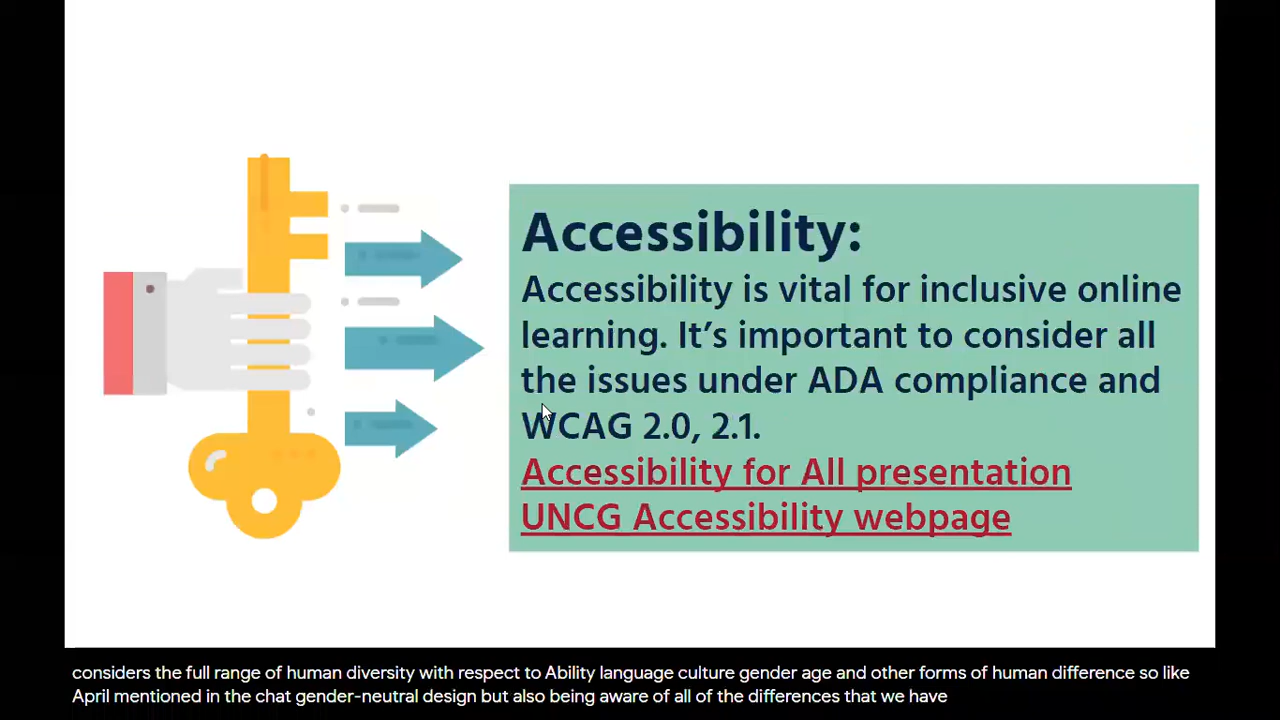 Accessibility:
Accessibility is vital for inclusive online
learning. It’s important to consider all
the issues under ADA compliance and
WCAG 2.0, 2.1.
Accessibility for All presentation
UNCG Accessibility webpage
considers the full range of human diversity with respect to Ability language culture gender age and other forms of human difference so like
April mentioned in the chat gender-neutral design but also being aware of all of the differences that we have